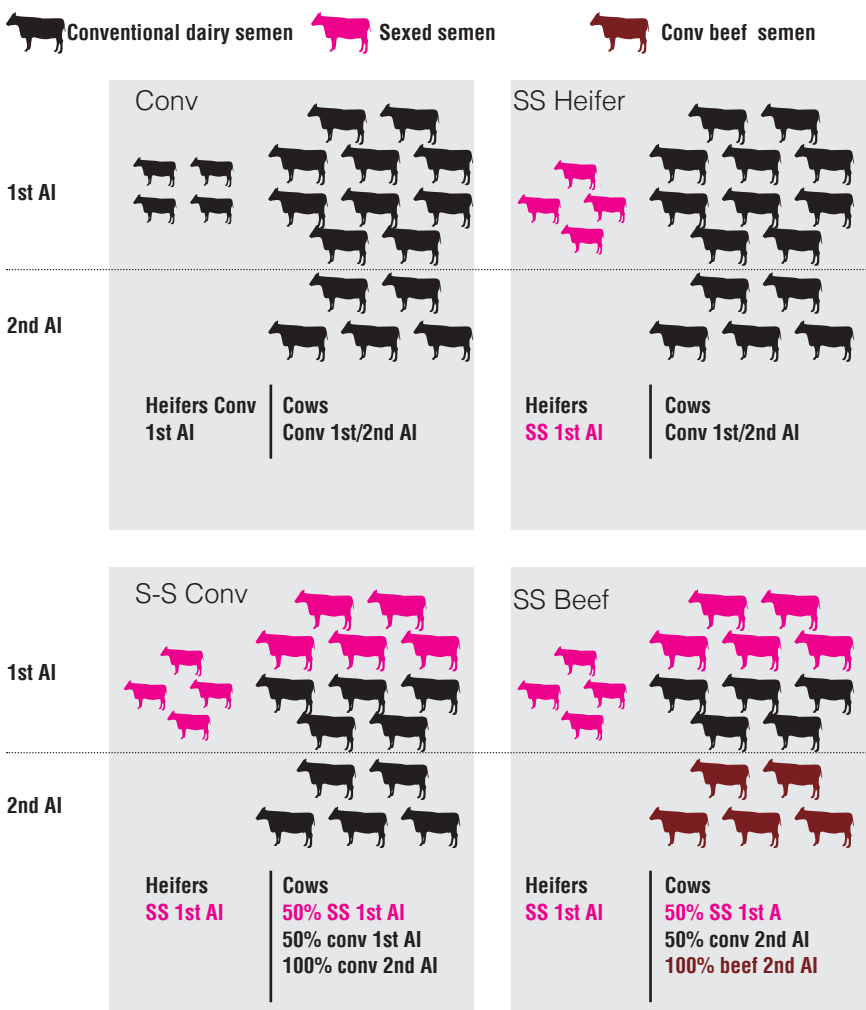 Conventional dairy semen
Sexed semen
Conv beef semen
Conv
SS Heifer
1st AI
2nd AI
Heifers Conv
1st AI
Cows
Conv 1st/2nd AI
Heifers
SS 1st AI
Cows
Conv 1st/2nd AI
S-S Conv
SS Beef
1st AI
2nd AI
Heifers
SS 1st AI
Cows
50% SS 1st AI
50% conv 1st AI
100% conv 2nd AI
Heifers
SS 1st AI
Cows
50% SS 1st A
50% conv 2nd AI
100% beef 2nd AI